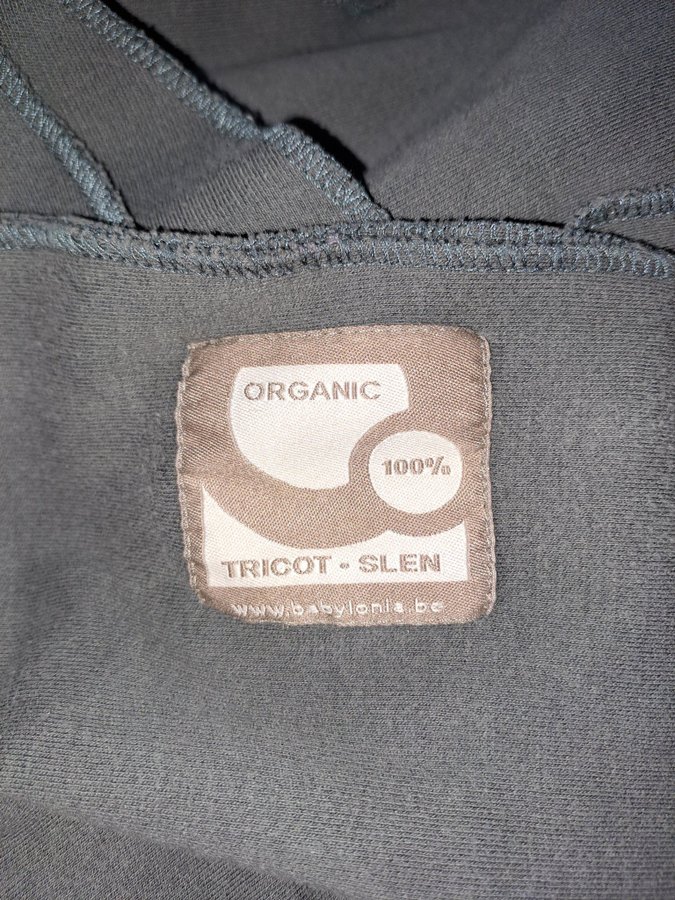 ORGANIC
100%
TRICOT - SLEN
www.babylonia.be